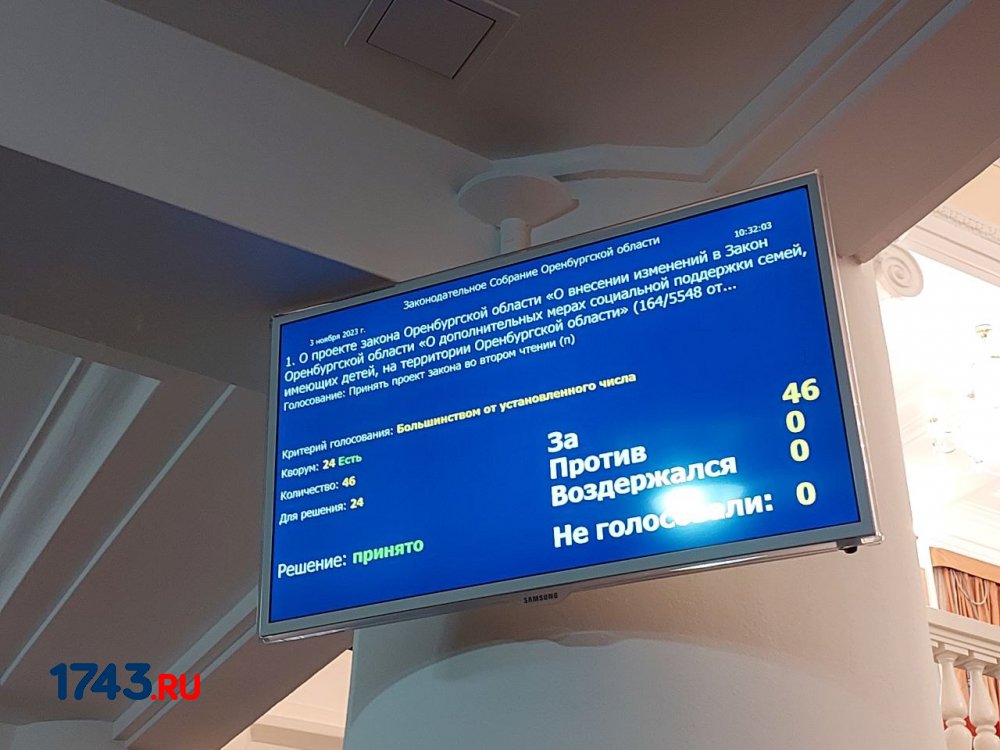 Законодательное Собрание Оренбургской области
10:32:03
3 ноября 2023 г.
1. О проекте закона Оренбургской области «О внесении изменений в Закон
Оренбургской области «О дополнительных мерах социальной поддержки семей,
имеющих детей, на территории Оренбургской области» (164/5548 от...
Голосование: Принять проект закона во втором чтении (п)
Критерий голосования: Большинством от установленного числа
Кворум: 24 Есть
Количество: 46
Для решения: 24
За 46
Против 0
Воздержался 0
Не голосовали: 0
Решение: принято
SAMSUNG
1743.RU